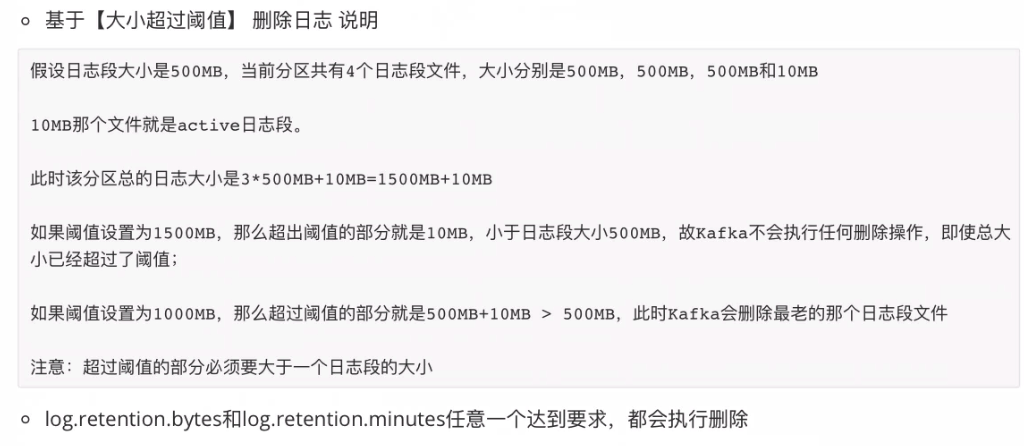 基于【大小超过阈值】 删除日志 说明
假设日志段大小是500MB，当前分区共有4个日志段文件，大小分别是500MB，500MB，500MB和10MB
10MB那个文件就是active日志段。
此时该分区总的日志大小是3*500MB+10MB=1500MB+10MB
如果阈值设置为1500MB，那么超出阈值的部分就是10MB，小于日志段大小500MB，故Kafka不会执行任何删除操作，即使总大
小已经超过了阈值；
如果阈值设置为1000MB，那么超过阈值的部分就是500MB+10MB > 500MB，此时Kafka会删除最老的那个日志段文件
注意：超过阈值的部分必须要大于一个日志段的大小
log.retention.bytes和log.retention.minutes任意一个达到要求，都会执行删除